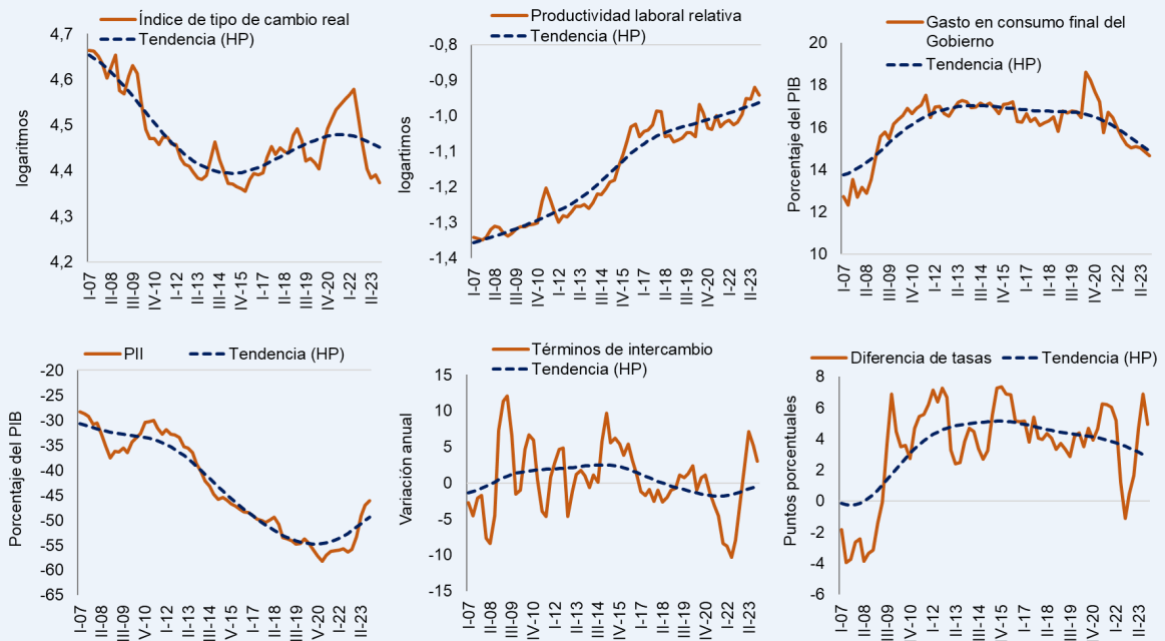 Índice de tipo de cambio real
Tendencia (HP)
logaritmos
4,7
4,6
4,5
4,4
4,3
4,2
I-07
II-08
III-09
IV-10
I-12
II-13
III-14
IV-15
I-17
II-18
III-19
IV-20
I-22
II-23
Productividad laboral relativa
Tendencia (HP)
logartimos
-0,8
-0,9
-1,0
-1,1
-1,2
-1,3
-1,4
I-07
II-08
III-09
IV-10
I-12
II-13
III-14
IV-15
I-17
II-18
III-19
IV-20
I-22
II-23
Gasto en consumo final del
Gobierno
Tendencia (HP)
Porcentaje del PIB
20
18
16
14
12
10
I-07
II-08
III-09
IV-10
I-12
II-13
III-14
IV-15
I-17
II-18
III-19
IV-20
I-22
II-23
PII
Tendencia (HP)
Porcentaje del PIB
-20
-25
-30
-35
-40
-45
-50
-55
-60
-65
I-07
II-08
III-09
IV-10
I-12
II-13
III-14
IV-15
I-17
II-18
III-19
V-20
I-22
II-23
Términos de intercambio
Tendencia (HP)
Variación anual
15
10
5
0
-5
-10
-15
I-07
II-08
III-09
IV-10
I-12
II-13
III-14
IV-15
I-17
II-18
III-19
IV-20
I-22
II-23
Diferencia de tasas
Tendencia (HP)
Puntos porcentuales
8
6
4
2
0
-2
-4
-6
I-07
II-08
III-09
IV-10
I-12
II-13
III-14
IV-15
I-17
II-18
III-19
IV-20
I-22
II-23